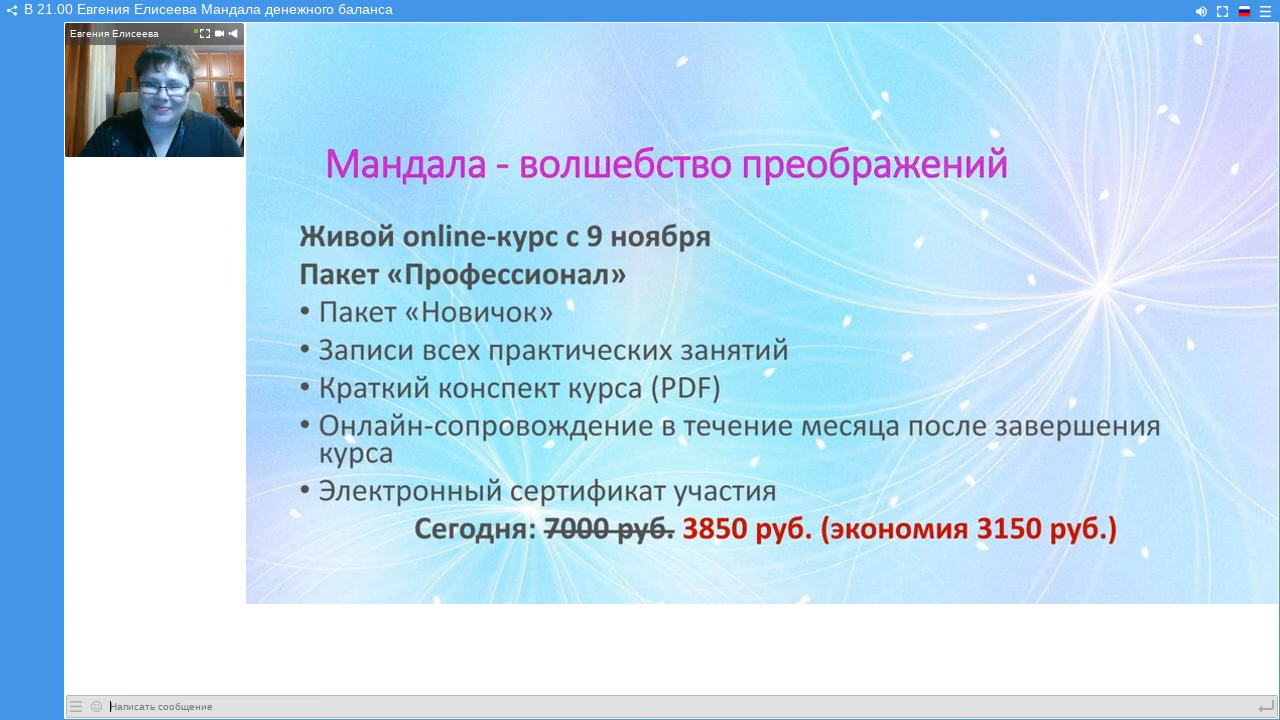 В 21.00 Евгения Елисеева Мандала денежного баланса
Евгения Елисеева
Мандала - волшебство преображений
Живой online-курс с 9 ноября
Пакет «Профессионал»
• Пакет «Новичок»
• Записи всех практических занятий
• Краткий конспект курса (PDF)
• Онлайн-сопровождение в течение месяца после завершения
курса
• Электронный сертификат участия
Сегодня: 7000 руб. 3850 руб. (экономия 3150 руб.)
Написать сообщение